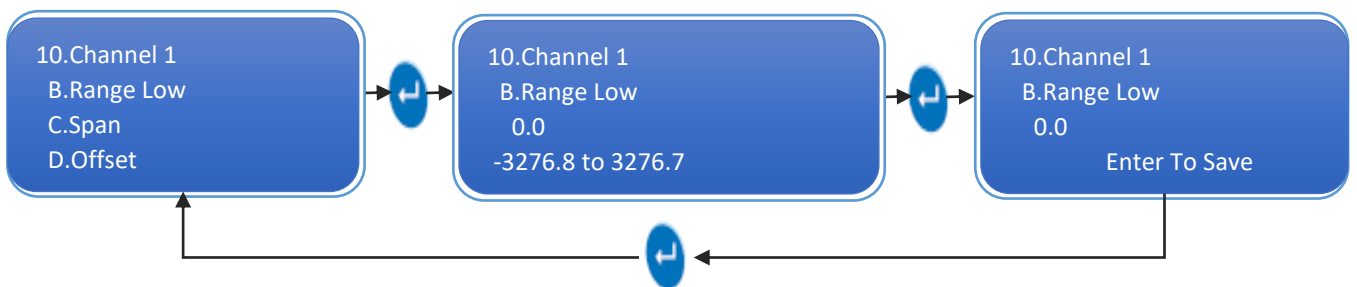 10.Channel 1
B.Range Low
C.Span
D.Offset
10.Channel 1
B.Range Low
0.0
-3276.8 to 3276.7
10.Channel 1
B.Range Low
0.0
Enter To Save